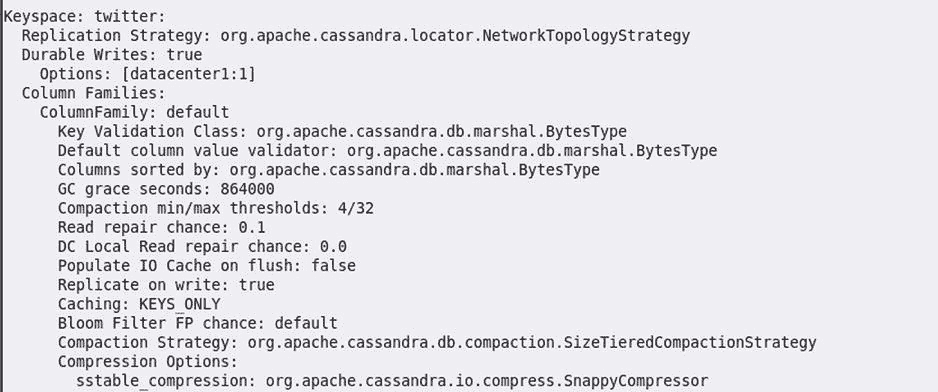 Keyspace: twitter:
Replication Strategy: org.apache.cassandra.locator.NetworkTopologyStrategy
Durable Writes: true
Options: [datacenter1:1]
Column Families:
ColumnFamily: default
Key Validation Class: org.apache.cassandra.db.marshal.BytesType
Default column value validator: org.apache.cassandra.db.marshal.BytesType
Columns sorted by: org.apache.cassandra.db.marshal.BytesType
GC grace seconds: 864000
Compaction min/max thresholds: 4/32
Read repair chance: 0.1
DC Local Read repair chance: 0.0
Populate IO Cache on flush: false
Replicate on write: true
Caching: KEYS_ONLY
Bloom Filter FP chance: default
Compaction Strategy: org.apache.cassandra.db.compaction.SizeTieredCompactionStrategy
Compression Options:
sstable_compression: org.apache.cassandra.io.compress.SnappyCompressor